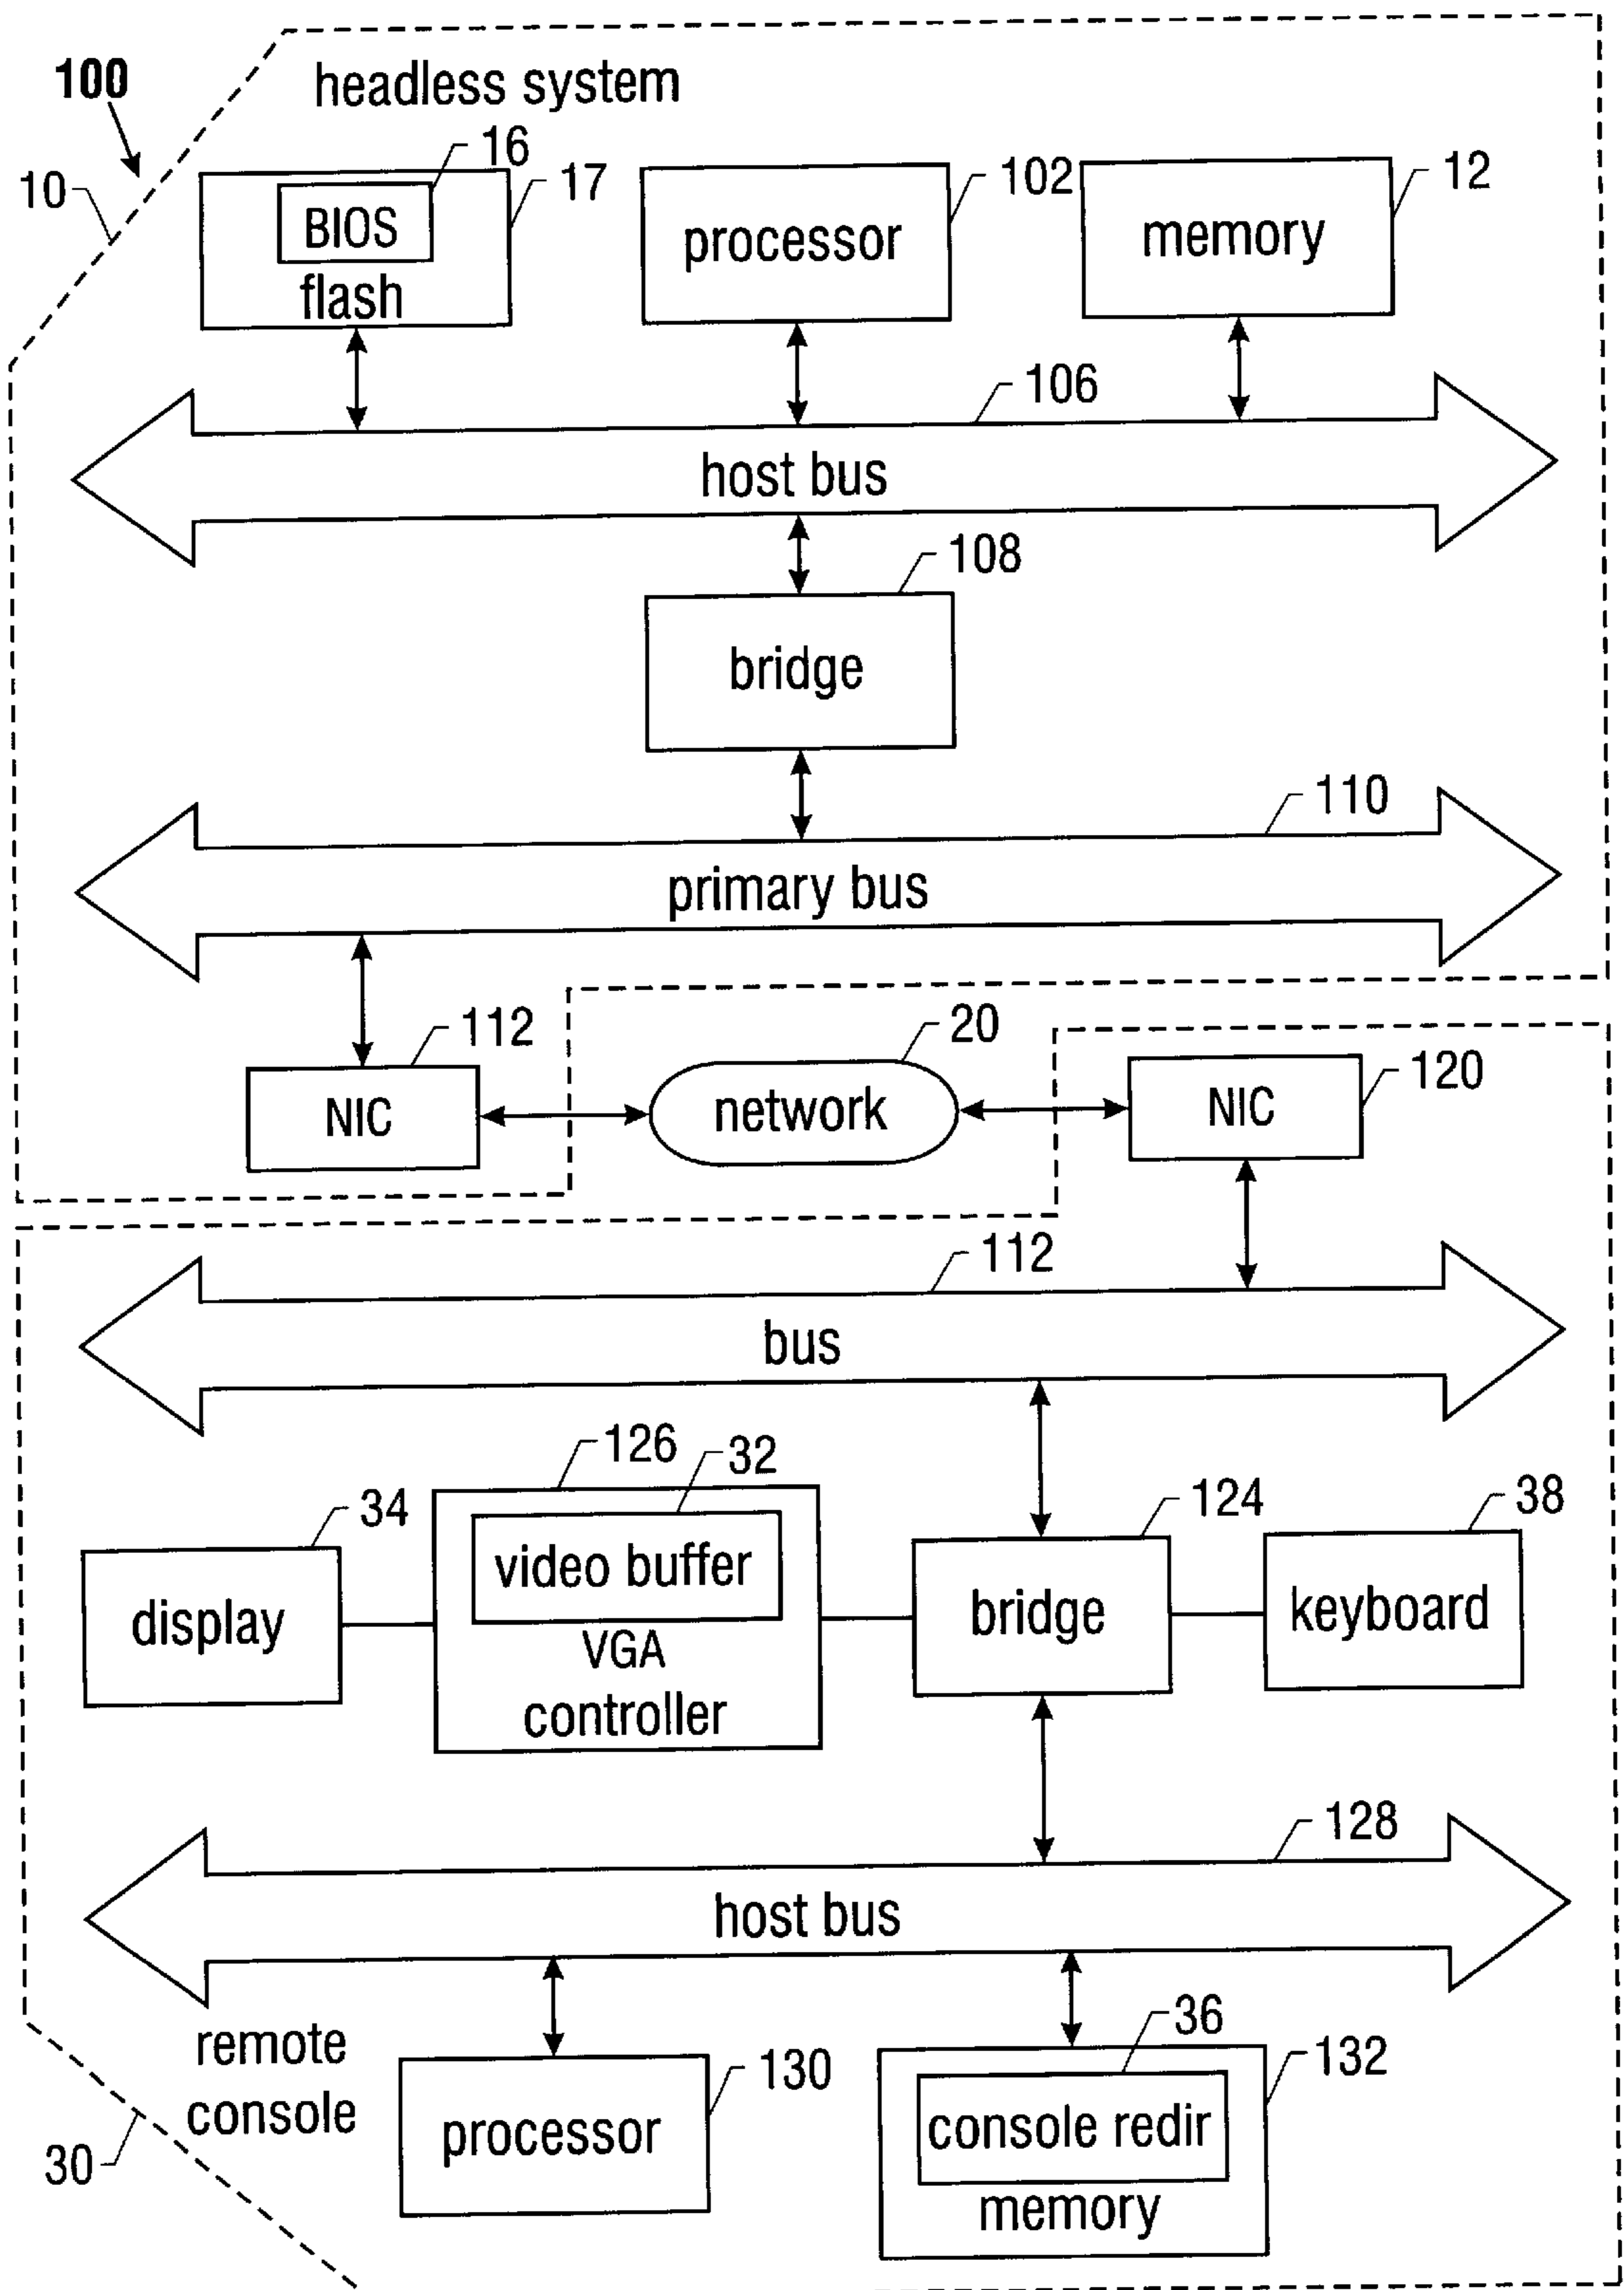 100
headless system
10
16
17
BIOS
flash
102
processor
12
memory
106
host bus
108
bridge
110
primary bus
112
NIC
20
network
120
NIC
112
bus
126
32
34
124
38
video buffer
VGA
controller
display
bridge
keyboard
128
host bus
remote
console
30
130
processor
36
132
console redir
memory